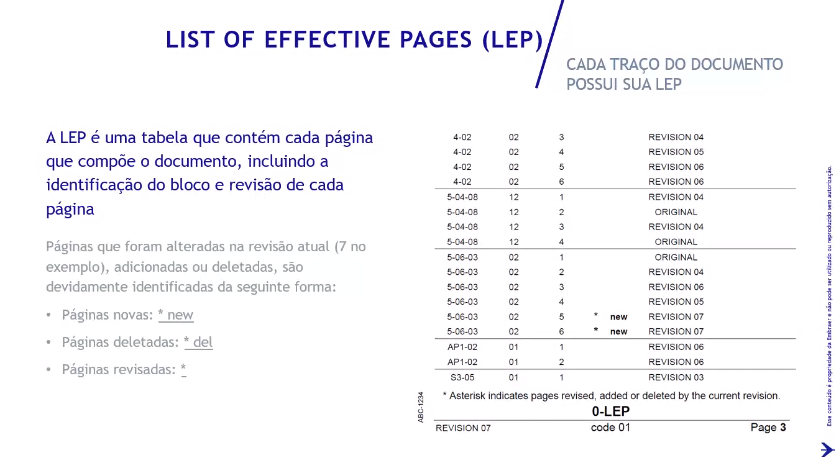 LIST OF EFFECTIVE PAGES (LEP)
CADA TRAÇO DO DOCUMENTO
POSSUI SUA LEP
A LEP é uma tabela que contém cada página
que compõe o documento, incluindo a
identificação do bloco e revisão de cada
página
Páginas que foram alteradas na revisão atual (7 no
exemplo), adicionadas ou deletadas, são
devidamente identificadas da seguinte forma:
• Páginas novas: * new
• Páginas deletadas: * del
• Páginas revisadas: *
4-02 02 3 REVISION 04
4-02 02 4 REVISION 05
4-02 02 5 REVISION 06
4-02 02 6 REVISION 06
5-04-08 12 1 REVISION 04
5-04-08 12 2 ORIGINAL
5-04-08 12 3 REVISION 04
5-04-08 12 4 ORIGINAL
5-06-03 02 1 ORIGINAL
5-06-03 02 2 REVISION 04
5-06-03 02 3 REVISION 06
5-06-03 02 4 REVISION 05
5-06-03 02 5 * new REVISION 07
5-06-03 02 6 * new REVISION 07
AP1-02 01 1 REVISION 06
AP1-02 01 2 REVISION 06
S3-05 01 1 REVISION 03
* Asterisk indicates pages revised, added or deleted by the current revision.
ABC-1234
0-LEP
REVISION 07 code 01 Page 3
Esse conteúdo é propriedade da Embraer e não pode ser utilizado ou reproduzido sem autorização.